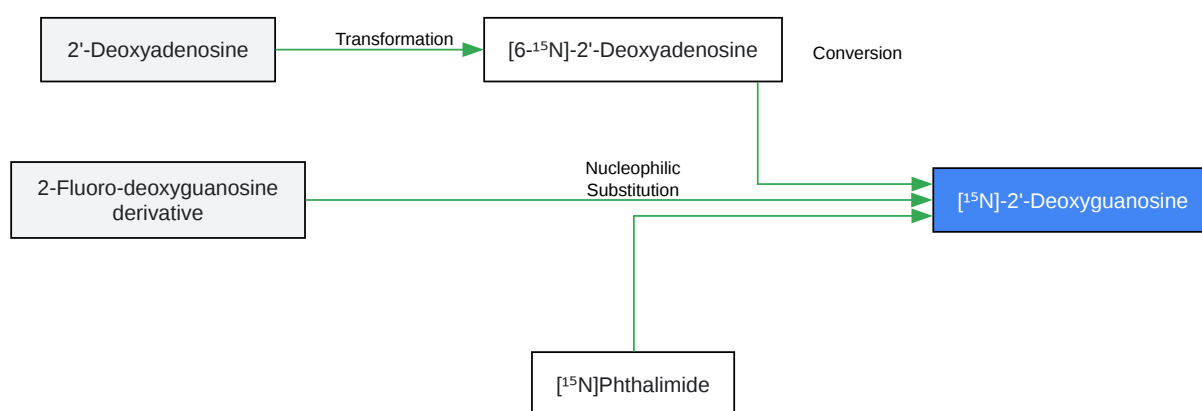 2'-Deoxyadenosine
Transformation
[6-¹⁵N]-2'-Deoxyadenosine
Conversion
2-Fluoro-deoxyguanosine
derivative
Nucleophilic
Substitution
[¹⁵N]-2'-Deoxyguanosine
[¹⁵N]Phthalimide